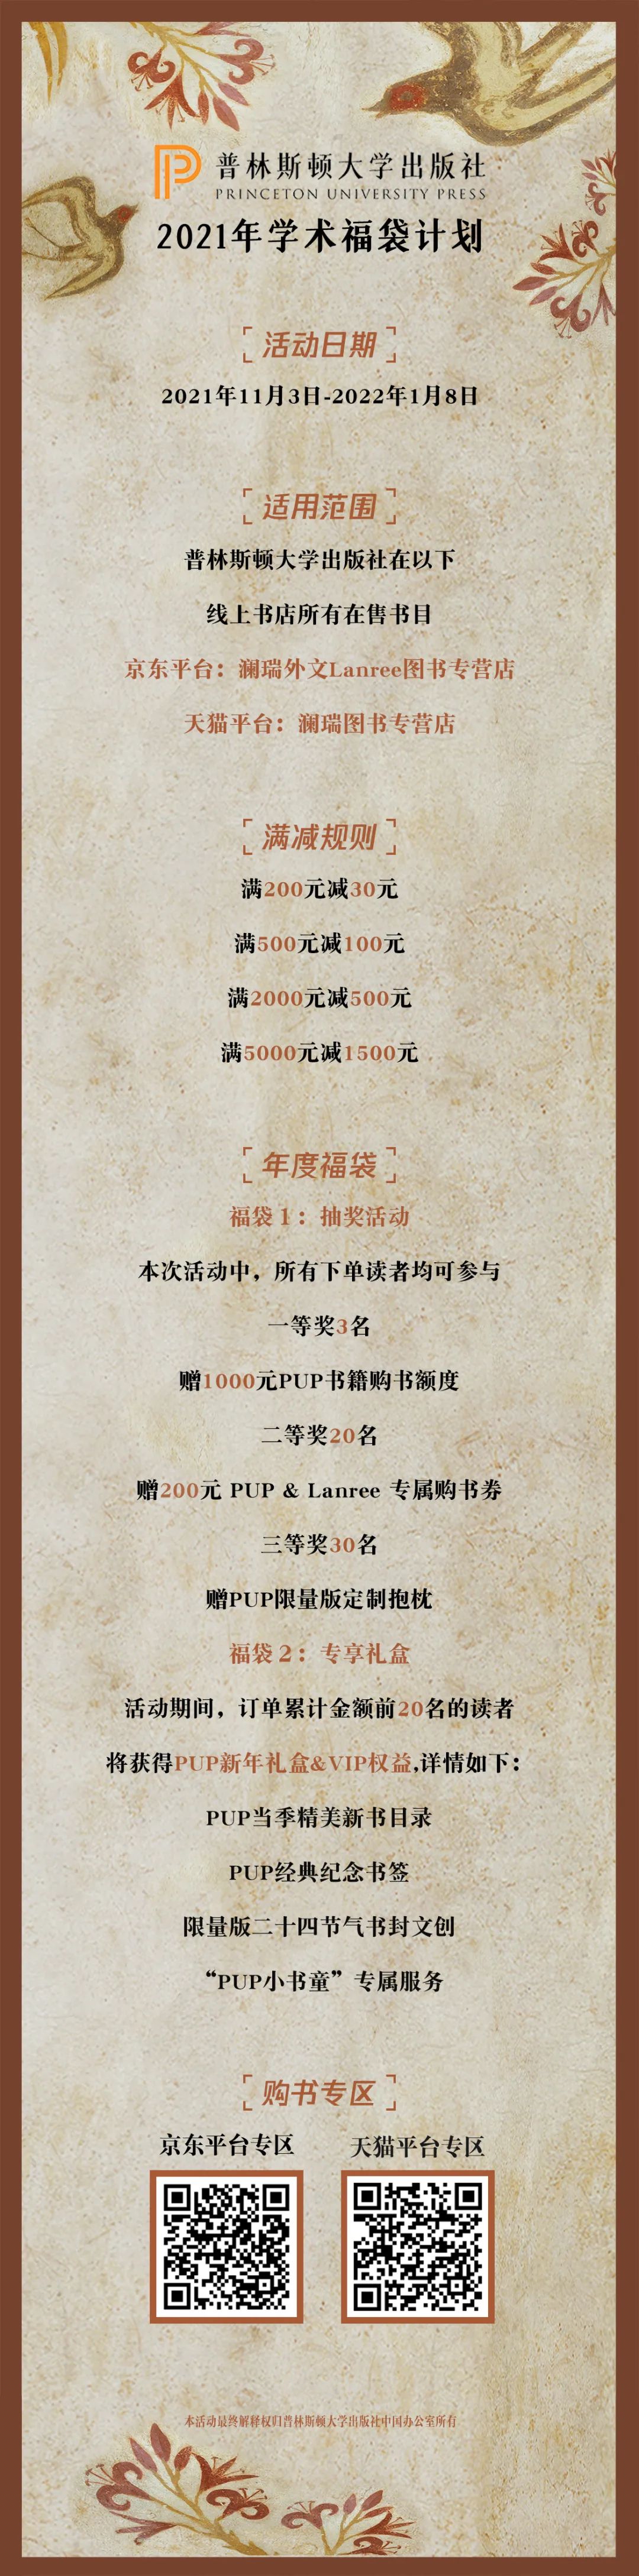 普林斯顿大学出版社
PRINCETON UNIVERSITY PRESS
2021年学术福袋计划
活动日期
2021年11月3日-2022年1月8日
适用范围
普林斯顿大学出版社在以下
线上书店所有在售书目
京东平台：澜瑞外文Lanree图书专营店
天猫平台：澜瑞图书专营店
满减规则
满200元减30元
满500元减100元
满2000元减500元
满5000元减1500元
年度福袋
福袋 1： 抽奖活动
本次活动中，所有下单读者均可参与
一等奖3名
赠1000元PUP书籍购书额度
二等奖20名
赠200元 PUP & Lanree 专属购书券
三等奖30名
赠PUP限量版定制抱枕
福袋 2： 专享礼盒
活动期间，订单累计金额前20名的读者
将获得PUP新年礼盒&VIP权益,详情如下：
PUP当季精美新书目录
PUP经典纪念书签
限量版二十四节气书封文创
“PUP小书童”专属服务
购书专区
京东平台专区
天猫平台专区
本活动最终解释权归普林斯顿大学出版社中国办公室所有